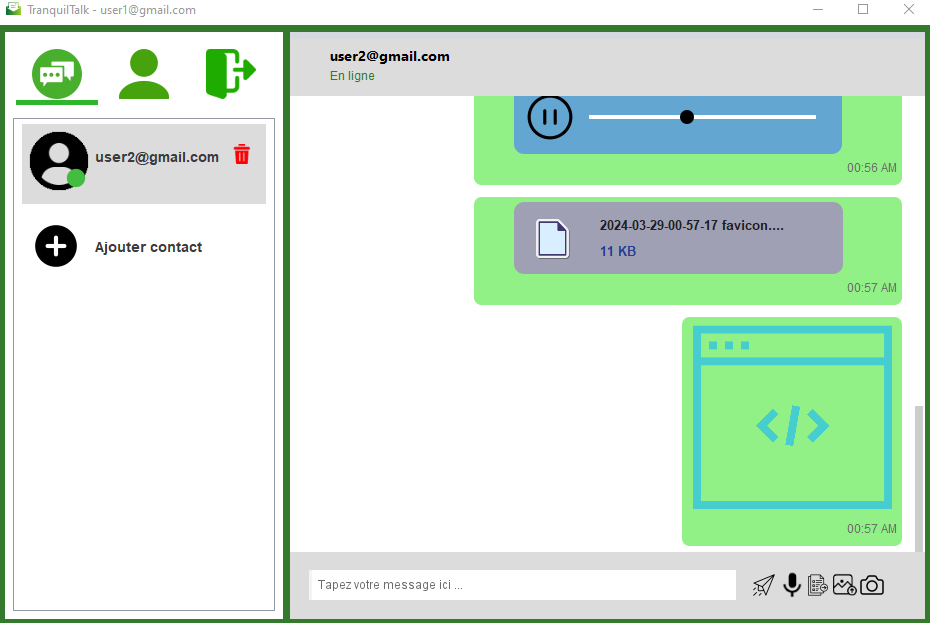 TranquilTalk - user1@gmail.com
user2@gmail.com
Ajouter contact
user2@gmail.com
En ligne
00:56 AM
2024-03-29-00-57-17 favicon....
11 KB
00:57 AM
</>
00:57 AM
Tapez votre message ici ...